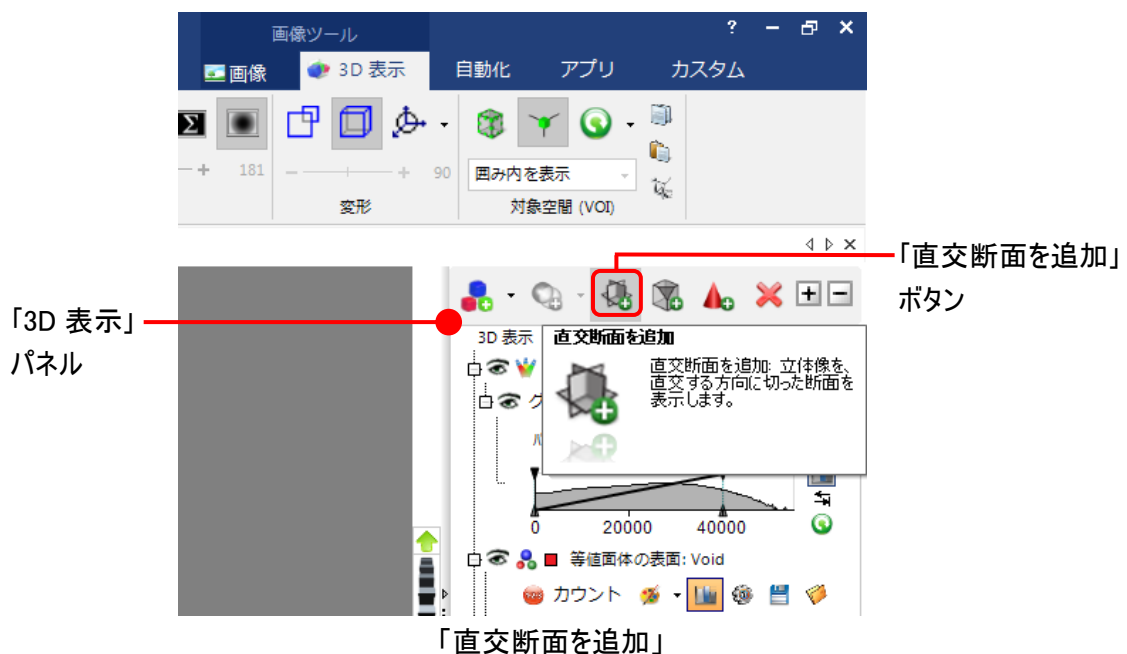 画像ツール
?
画像
3D 表示
自動化
アプリ
カスタム
Σ
181
90
囲み内を表示
変形
対象空間 (VOI)
「直交断面を追加」
ボタン
「3D 表示」
パネル
3D 表示
直交断面を追加
直交断面を追加: 立体像を、
直交する方向に切った断面を
表示します。
グ
0
20000
40000
等値面体の表面: Void
カウント
「直交断面を追加」